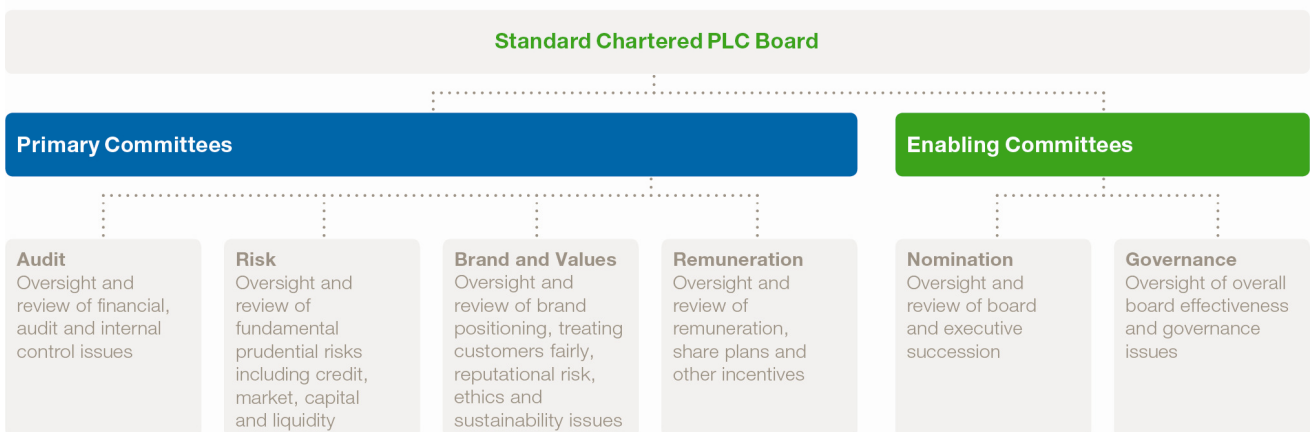 Standard Chartered PLC Board
Primary Committees
Enabling Committees
Audit
Oversight and
review of financial,
audit and internal
control issues
Risk
Oversight and
review of
fundamental
prudential risks
including credit,
market, capital
and liquidity
Brand and Values
Oversight and
review of brand
positioning, treating
customers fairly,
reputational risk,
ethics and
sustainability issues
Remuneration
Oversight and
review of
remuneration,
share plans and
other incentives
Nomination
Oversight and
review of board
and executive
succession
Governance
Oversight of overall
board effectiveness
and governance
issues